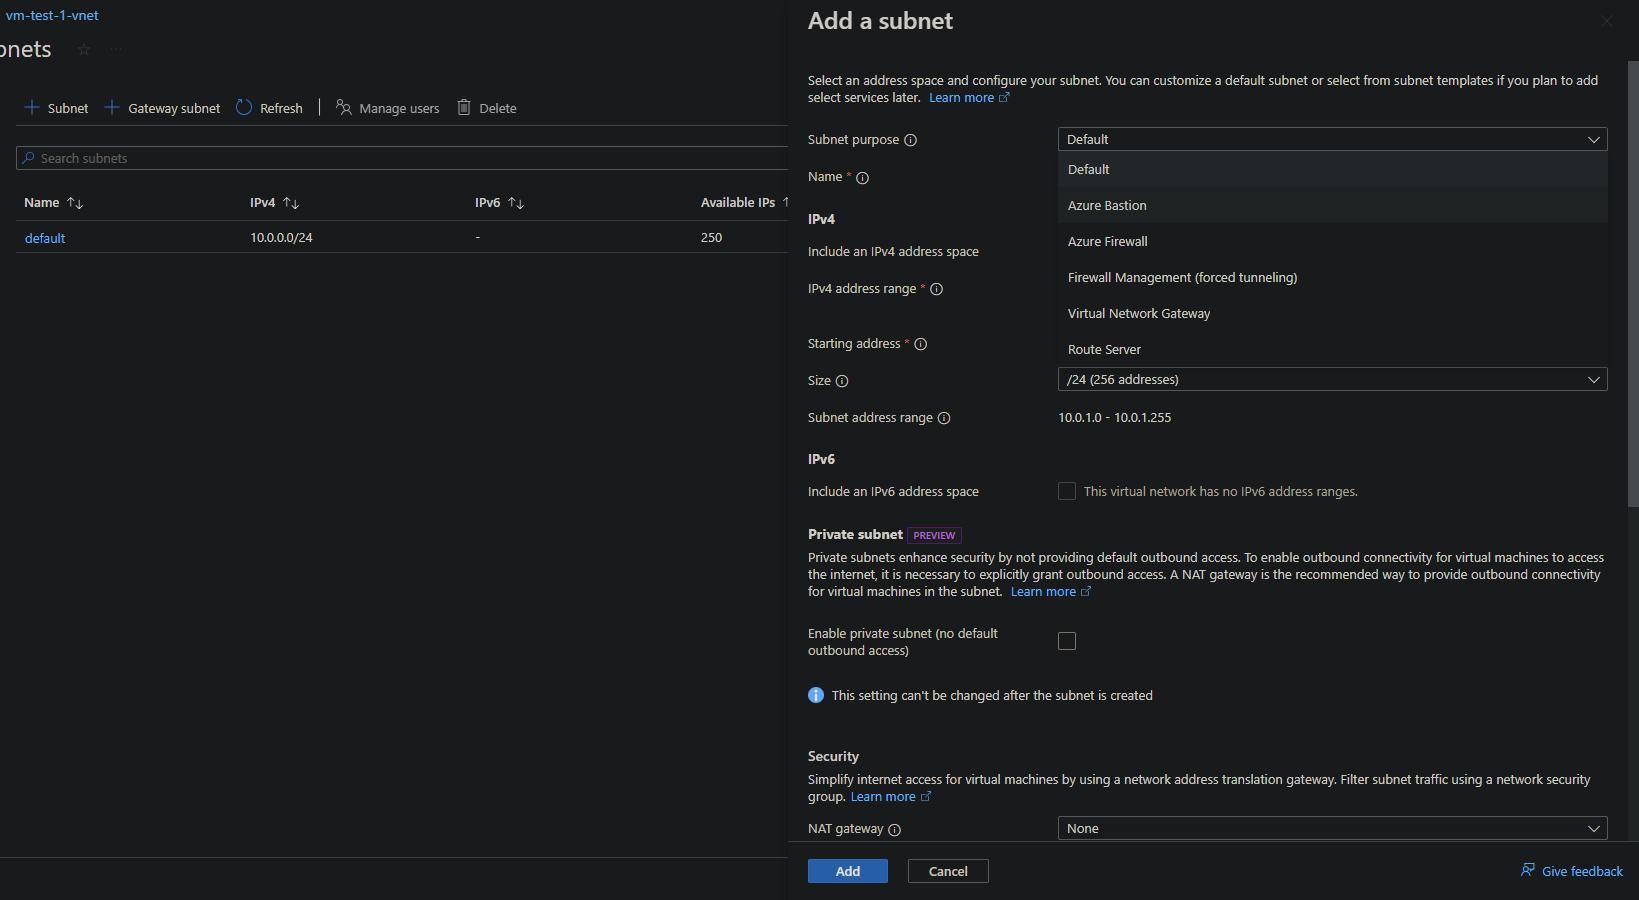 vm-test-1-vnet
bnets
Subnet Gateway subnet Refresh Manage users Delete
Search subnets
Name IPv4 IPv6 Available IPs
default 10.0.0.0/24 - 250
Add a subnet
Select an address space and configure your subnet. You can customize a default subnet or select from subnet templates if you plan to add
select services later. Learn more
Subnet purpose Default
Default
Name *
Azure Bastion
IPv4
Azure Firewall
Include an IPv4 address space
Firewall Management (forced tunneling)
IPv4 address range *
Virtual Network Gateway
Starting address *
Route Server
Size /24 (256 addresses)
Subnet address range 10.0.1.0 - 10.0.1.255
IPv6
Include an IPv6 address space This virtual network has no IPv6 address ranges.
Private subnet PREVIEW
Private subnets enhance security by not providing default outbound access. To enable outbound connectivity for virtual machines to access
the internet, it is necessary to explicitly grant outbound access. A NAT gateway is the recommended way to provide outbound connectivity
for virtual machines in the subnet. Learn more
Enable private subnet (no default
outbound access)
This setting can't be changed after the subnet is created
Security
Simplify internet access for virtual machines by using a network address translation gateway. Filter subnet traffic using a network security
group. Learn more
NAT gateway None
Add Cancel Give feedback